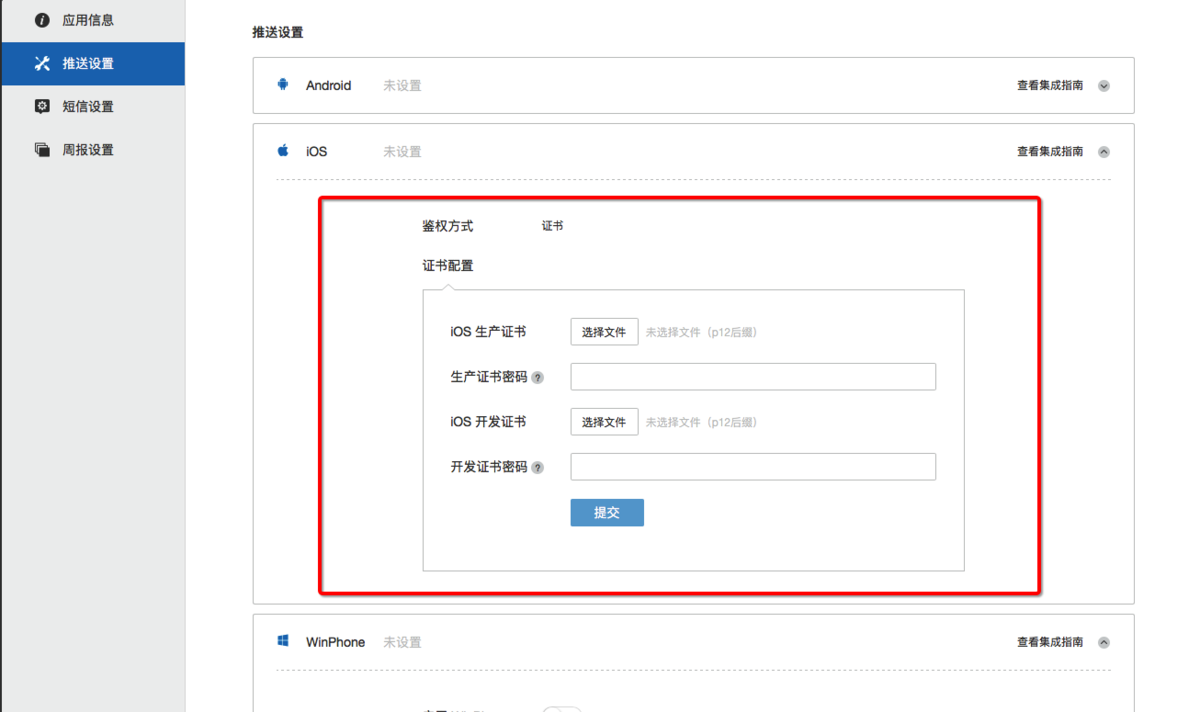 应用信息
推送设置
短信设置
周报设置
推送设置
Android 未设置 查看集成指南
iOS 未设置 查看集成指南
鉴权方式 证书
证书配置
iOS 生产证书 选择文件 未选择文件（p12后缀）
生产证书密码 ?
iOS 开发证书 选择文件 未选择文件（p12后缀）
开发证书密码 ?
提交
WinPhone 未设置 查看集成指南